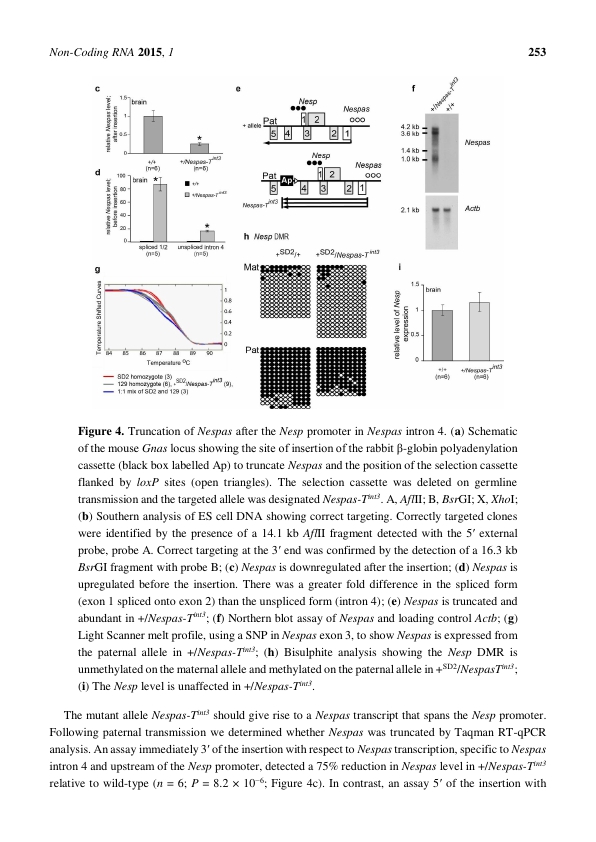 Non-Coding RNA 2015, 1
253
c
relative Nespas level;
after insertion
1.5
1
0.5
0
brain
*
+/+
(n=6)
+/Nespas-Tint3
(n=6)
d
relative Nespas level;
before insertion
100
80
60
40
20
0
brain
*
*
+/+
+/Nespas-Tint3
spliced 1/2
(n=5)
unspliced intron 4
(n=5)
e
Nesp
Nespas
+ allele
Pat
5 4 3 1 2 2 1
Nesp
Nespas
Pat
5 Ap 4 3 1 2 2 1
Nespas-Tint3
f
+/Nespas-Tint3
+/+
4.2 kb
3.6 kb
1.4 kb
1.0 kb
Nespas
2.1 kb
Actb
g
Temperature Shifted Curves
1
0.8
0.6
0.4
0.2
0
84 85 86 87 88 89 90
Temperature ºC
SD2 homozygote (3)
129 homozygote (6), +SD2/Nespas-Tint3 (9),
1:1 mix of SD2 and 129 (3)
h Nesp DMR
+SD2/+
+SD2/Nespas-Tint3
Mat
Pat
i
relative level of Nesp
expression
1.5
1
0.5
0
brain
+/+
(n=6)
+/Nespas-Tint3
(n=6)
Figure 4. Truncation of Nespas after the Nesp promoter in Nespas intron 4. (a) Schematic
of the mouse Gnas locus showing the site of insertion of the rabbit β-globin polyadenylation
cassette (black box labelled Ap) to truncate Nespas and the position of the selection cassette
flanked by loxP sites (open triangles). The selection cassette was deleted on germline
transmission and the targeted allele was designated Nespas-Tint3. A, AflII; B, BsrGI; X, XhoI;
(b) Southern analysis of ES cell DNA showing correct targeting. Correctly targeted clones
were identified by the presence of a 14.1 kb AflII fragment detected with the 5′ external
probe, probe A. Correct targeting at the 3′ end was confirmed by the detection of a 16.3 kb
BsrGI fragment with probe B; (c) Nespas is downregulated after the insertion; (d) Nespas is
upregulated before the insertion. There was a greater fold difference in the spliced form
(exon 1 spliced onto exon 2) than the unspliced form (intron 4); (e) Nespas is truncated and
abundant in +/Nespas-Tint3; (f) Northern blot assay of Nespas and loading control Actb; (g)
Light Scanner melt profile, using a SNP in Nespas exon 3, to show Nespas is expressed from
the paternal allele in +/Nespas-Tint3; (h) Bisulphite analysis showing the Nesp DMR is
unmethylated on the maternal allele and methylated on the paternal allele in +SD2/NespasTint3;
(i) The Nesp level is unaffected in +/Nespas-Tint3.
The mutant allele Nespas-Tint3 should give rise to a Nespas transcript that spans the Nesp promoter.
Following paternal transmission we determined whether Nespas was truncated by Taqman RT-qPCR
analysis. An assay immediately 3′ of the insertion with respect to Nespas transcription, specific to Nespas
intron 4 and upstream of the Nesp promoter, detected a 75% reduction in Nespas level in +/Nespas-Tint3
relative to wild-type (n = 6; P = 8.2 × 10−6; Figure 4c). In contrast, an assay 5′ of the insertion with